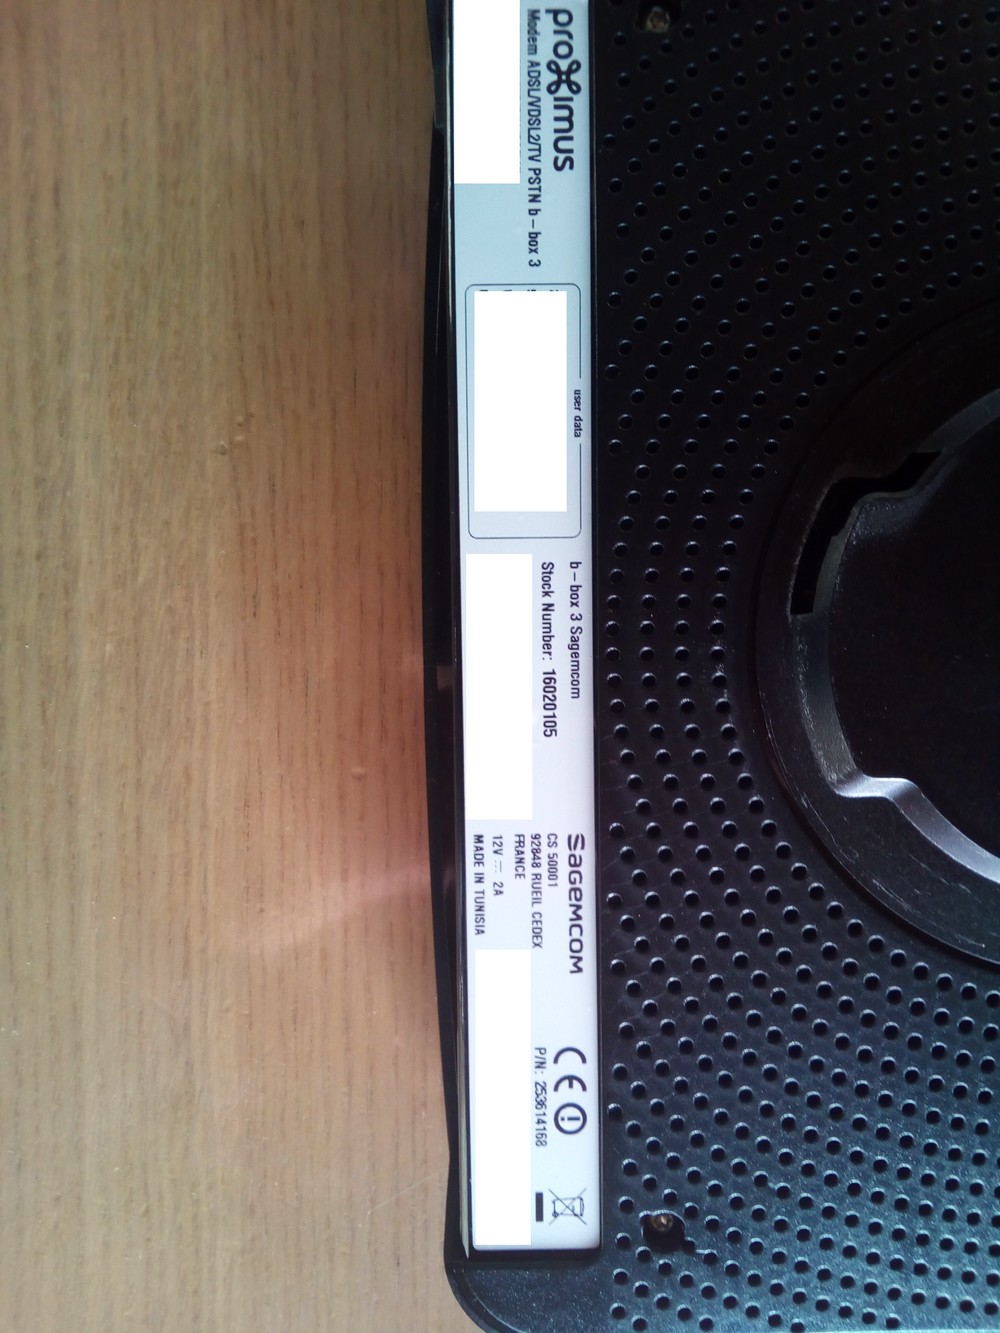 proximus
Modem ADSL/VDSL2/TV PSTN b-box 3
user data
b-box 3 Sagemcom
Stock Number: 16020105
SAGEMCOM
CS 50001
92848 RUEIL CEDEX
FRANCE
12V ⎓ 2A
MADE IN TUNISIA
CE
P/N: 253614168